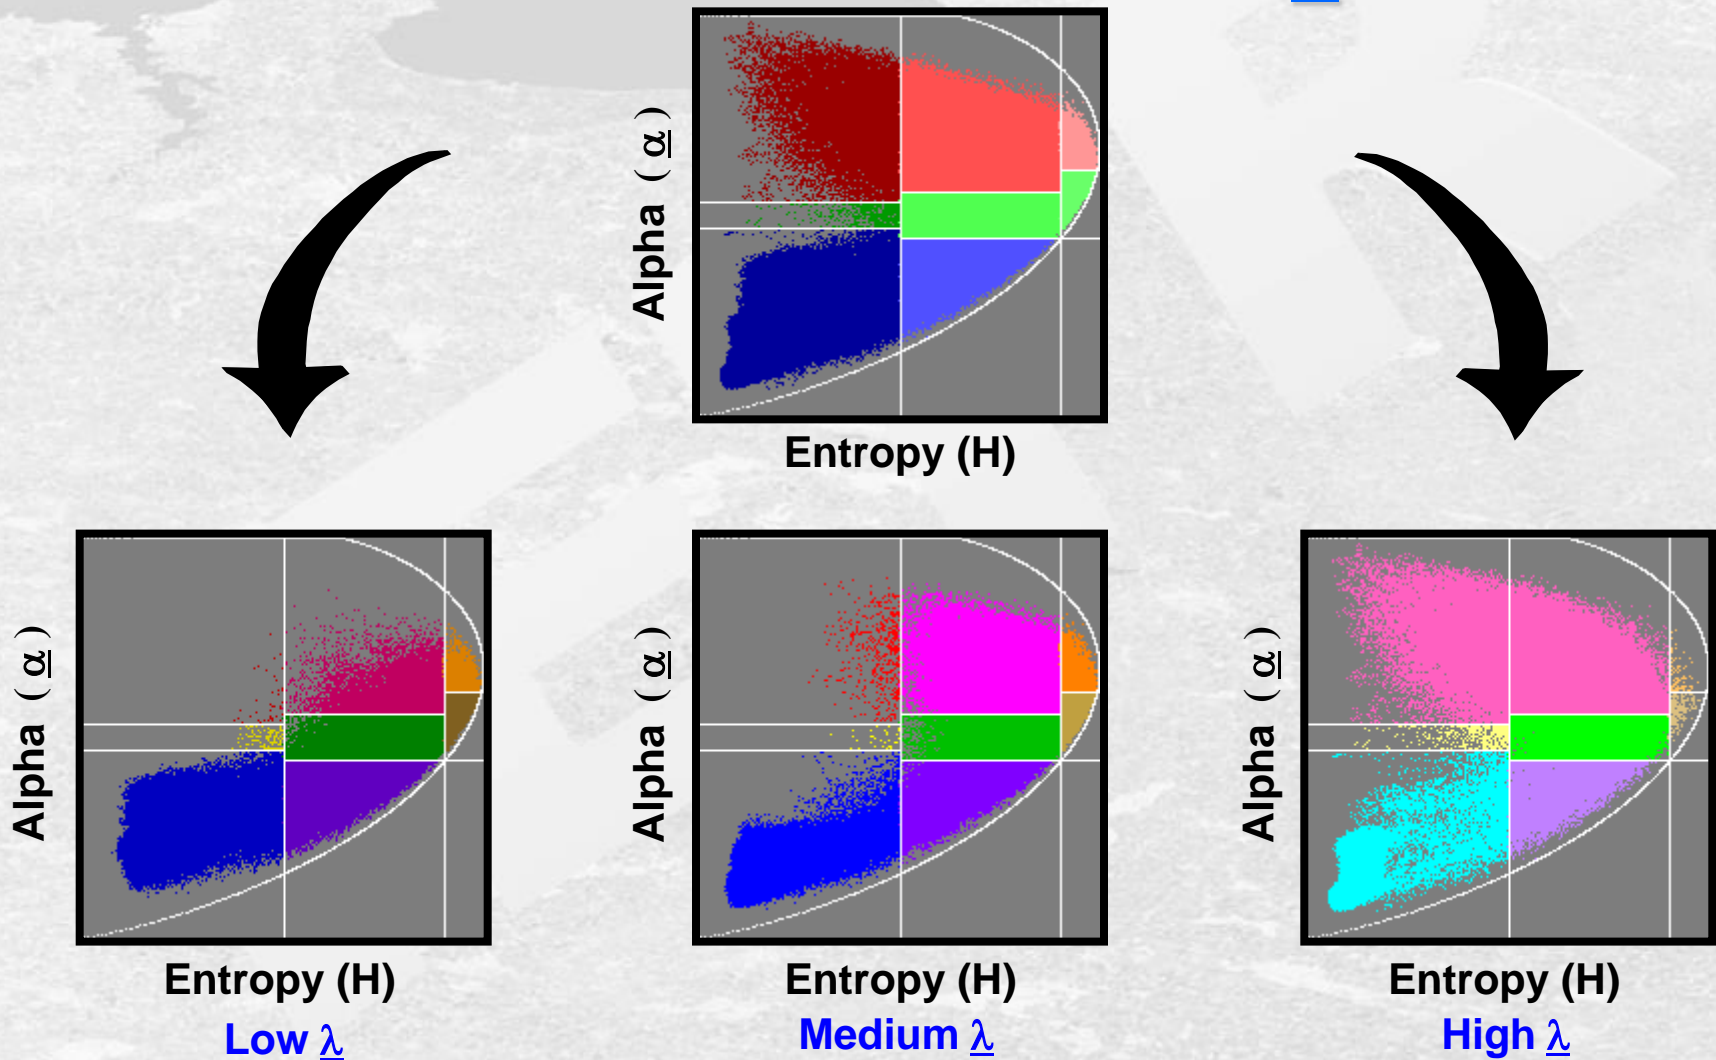 Alpha ( α )
Entropy (H)
Alpha ( α )
Alpha ( α )
Alpha ( α )
Entropy (H)
Entropy (H)
Entropy (H)
Low λ
Medium λ
High λ